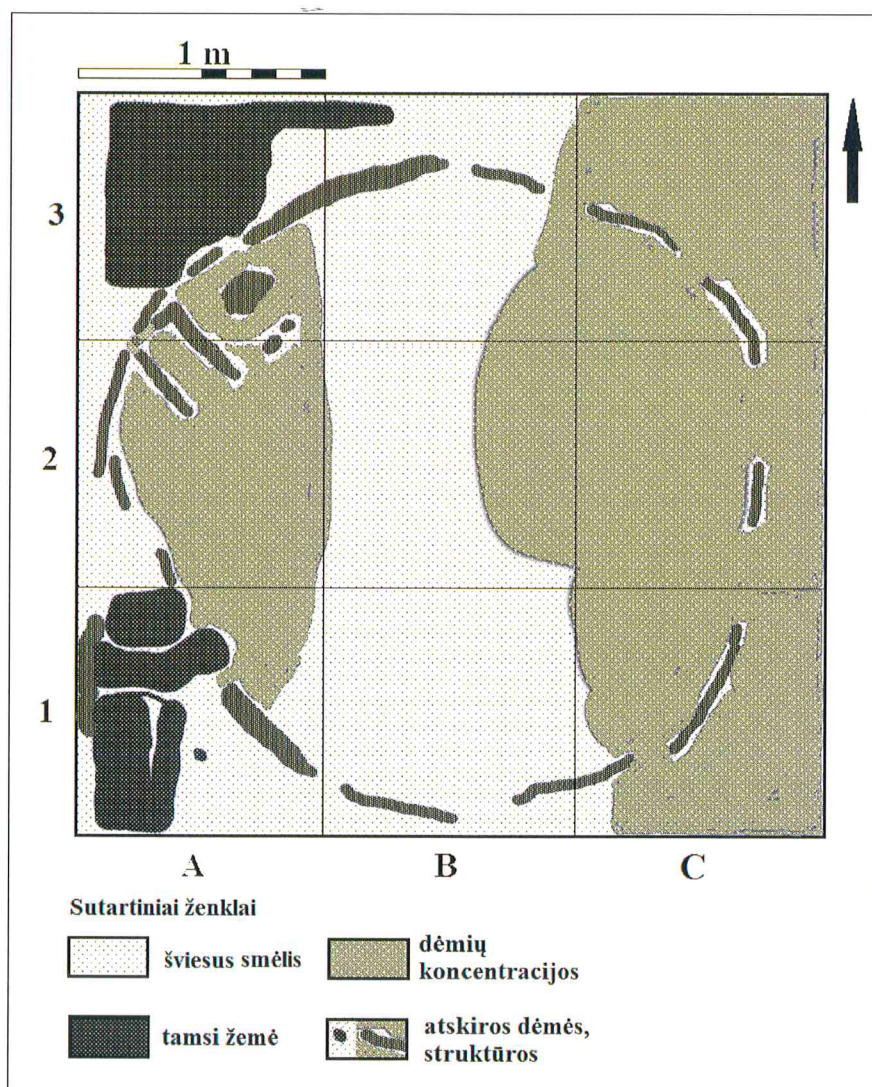 1 m
3
2
1
A B C
Sutartiniai ženklai
šviesus smėlis
dėmių
koncentracijos
tamsi žemė
atskiros dėmės,
struktūros